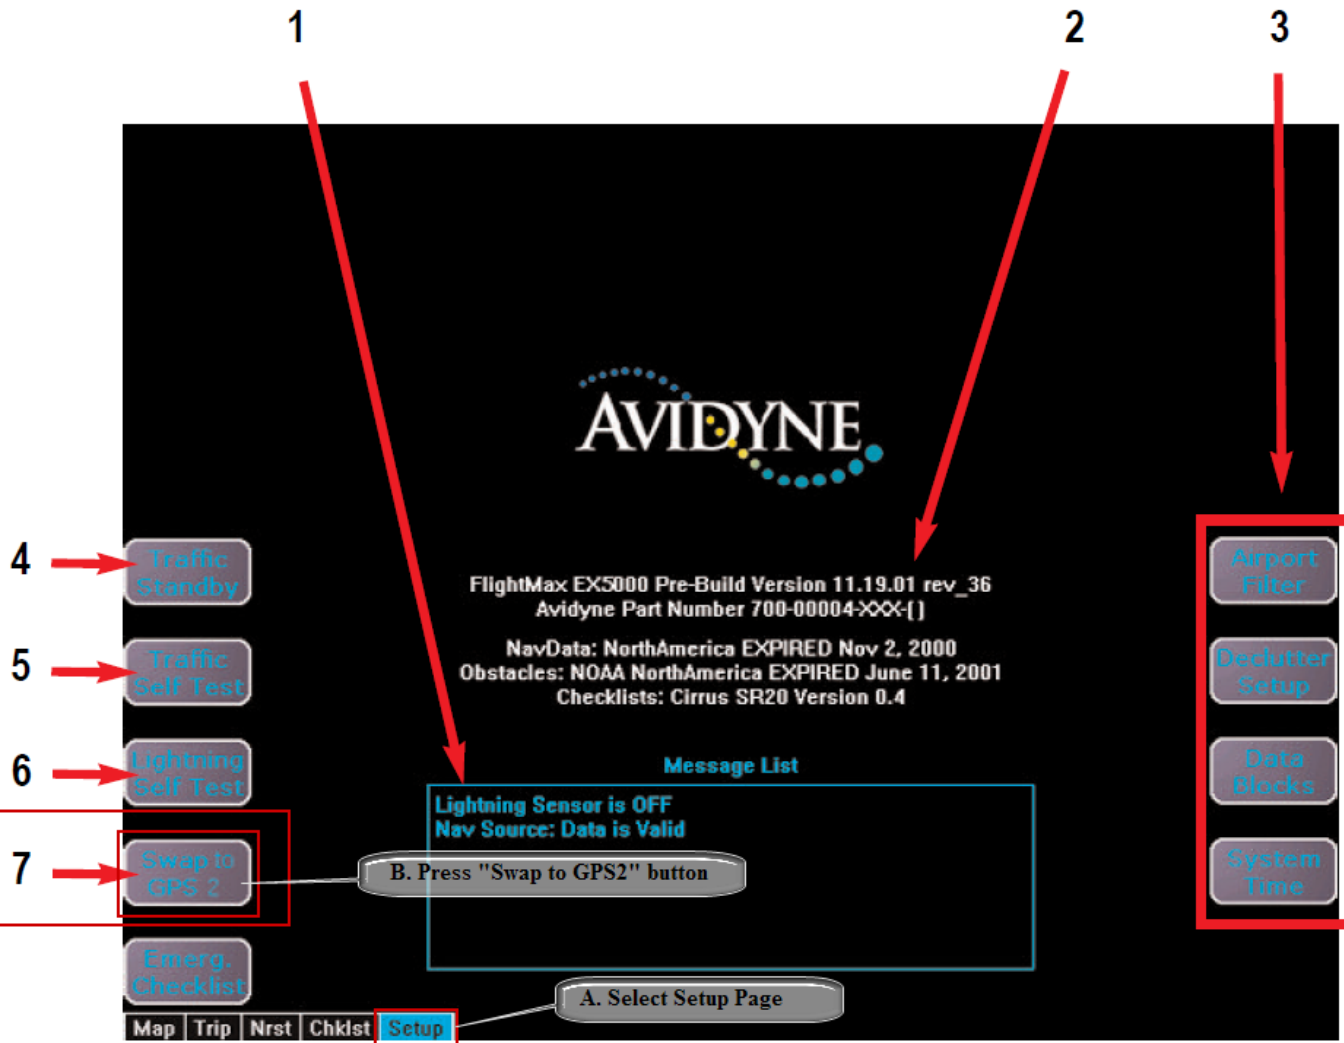 1
2
3
AVIDYNE
4
Traffic
Standby
5
Traffic
Self Test
6
Lightning
Self Test
7
Swap to
GPS 2
Emerg.
Checklist
FlightMax EX5000 Pre-Build Version 11.19.01 rev_36
Avidyne Part Number 700-00004-XXX-( )
NavData: NorthAmerica EXPIRED Nov 2, 2000
Obstacles: NOAA NorthAmerica EXPIRED June 11, 2001
Checklists: Cirrus SR20 Version 0.4
Message List
Lightning Sensor is OFF
Nav Source: Data is Valid
B. Press "Swap to GPS2" button
A. Select Setup Page
Airport
Filter
Declutter
Setup
Data
Blocks
System
Time
Map Trip Nrst Chklst Setup